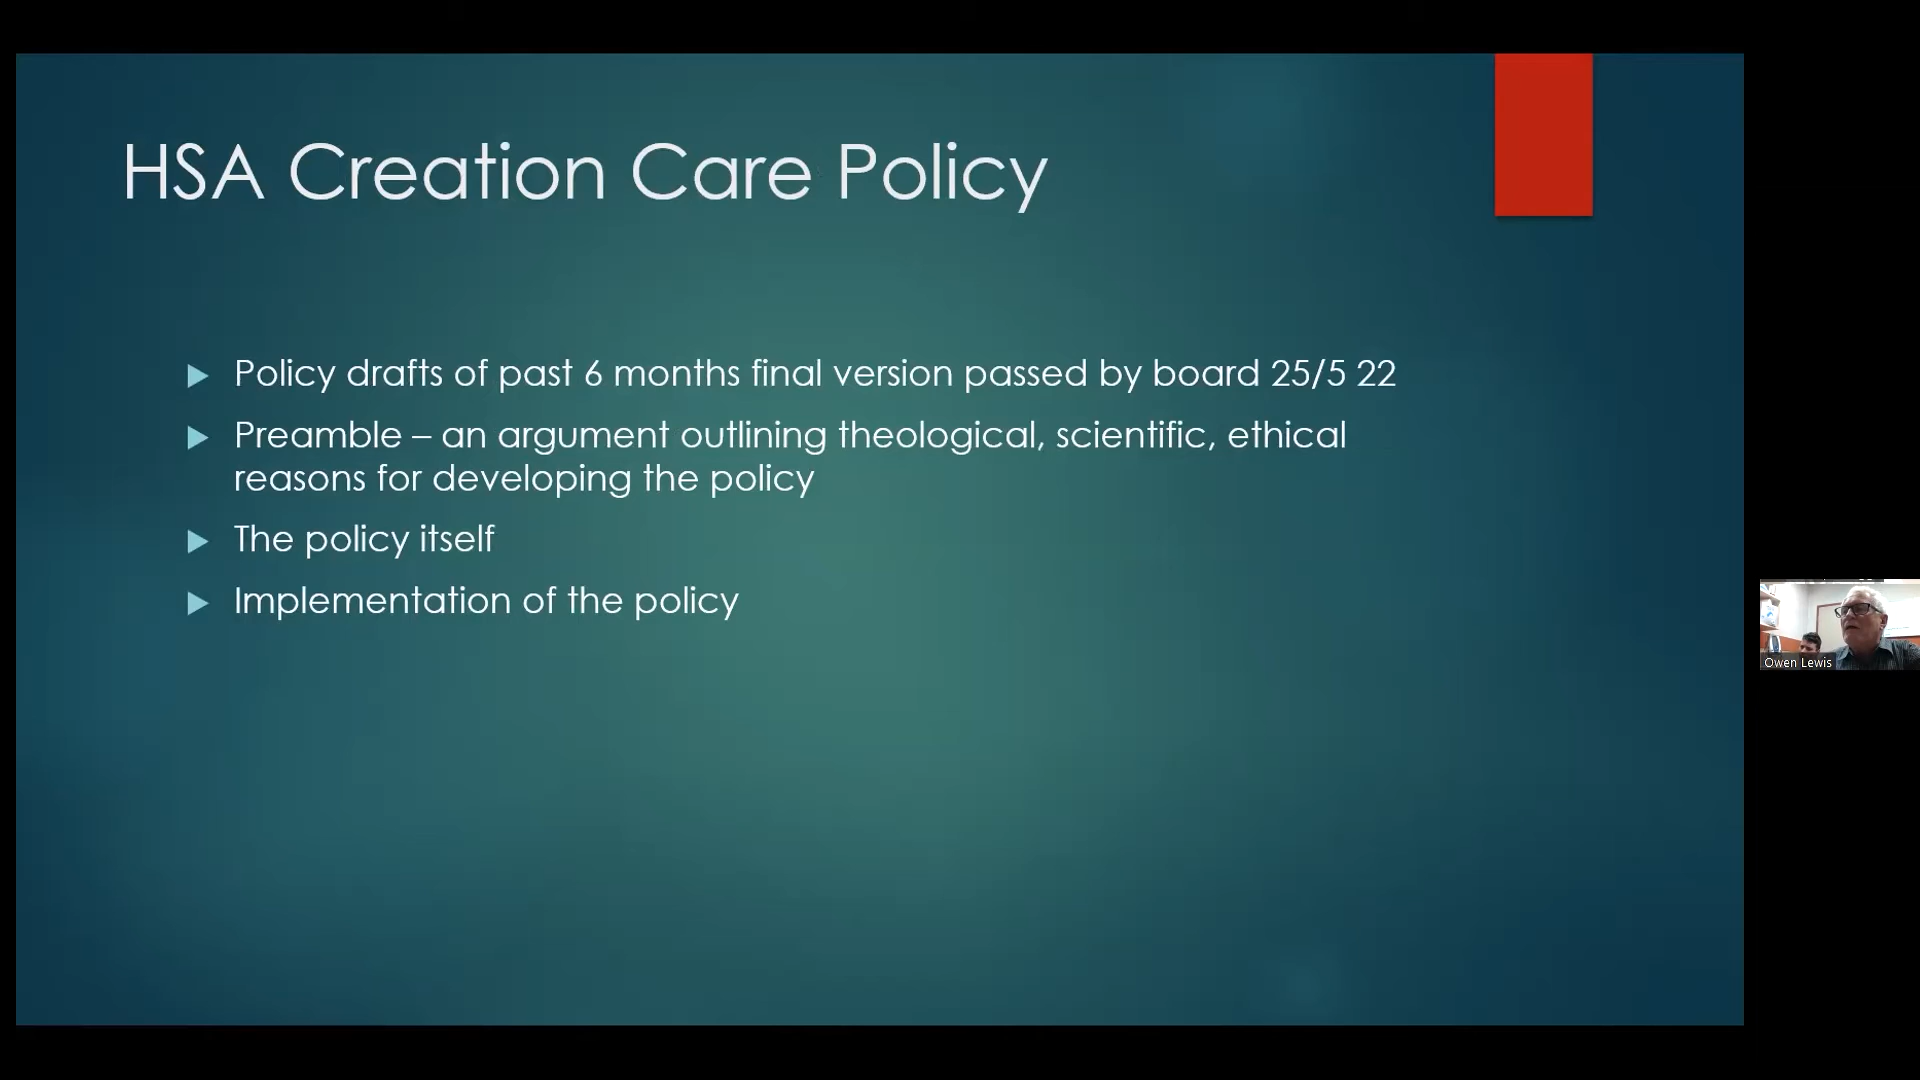 HSA Creation Care Policy
Policy drafts of past 6 months final version passed by board 25/5 22
Preamble – an argument outlining theological, scientific, ethical
reasons for developing the policy
The policy itself
Implementation of the policy
Owen Lewis